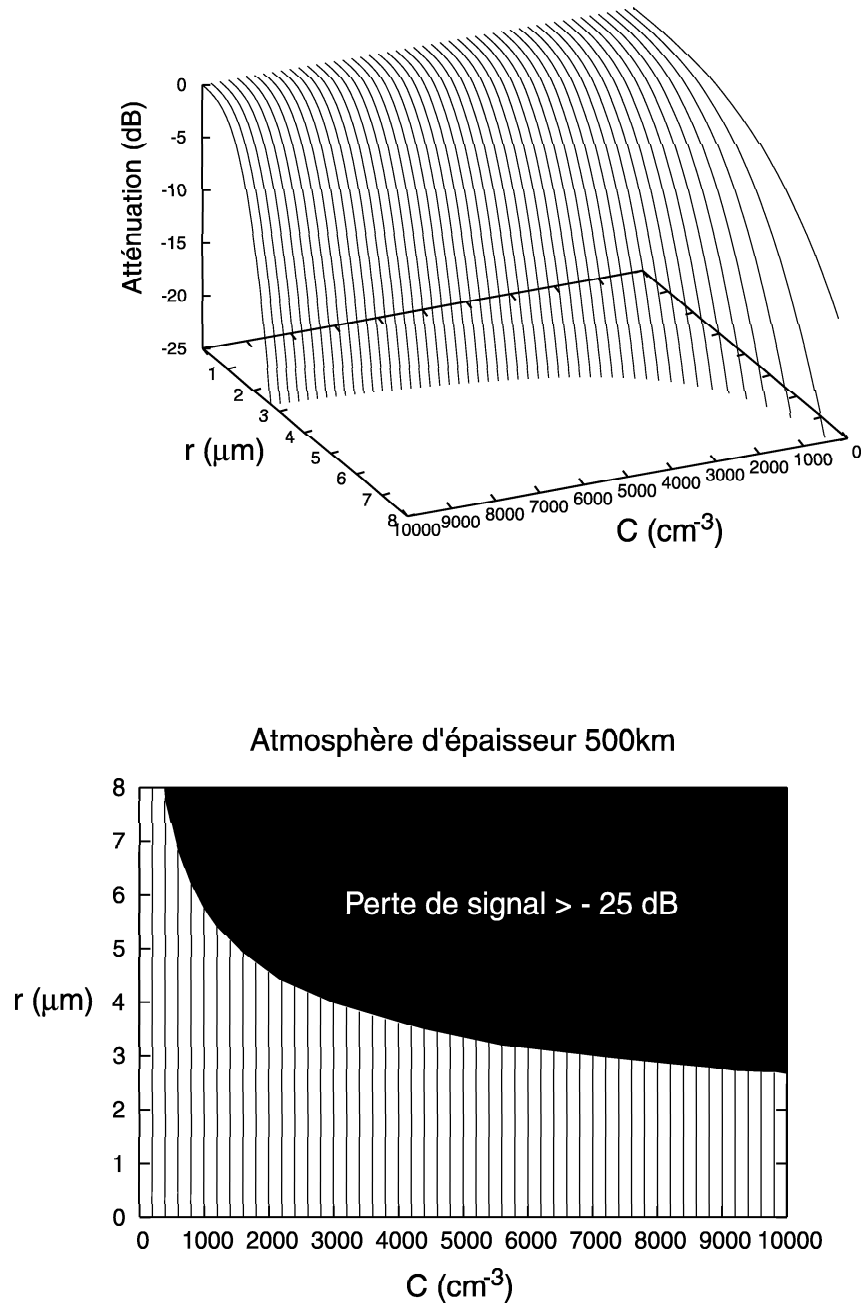 0
-5
-10
-15
-20
-25
Atténuation (dB)
1
2
3
4
5
6
7
8
r (μm)
10000 9000 8000 7000 6000 5000 4000 3000 2000 1000 0
C (cm-3)
Atmosphère d'épaisseur 500km
8
7
6
5
4
3
2
1
0
r (μm)
Perte de signal > - 25 dB
0 1000 2000 3000 4000 5000 6000 7000 8000 9000 10000
C (cm-3)